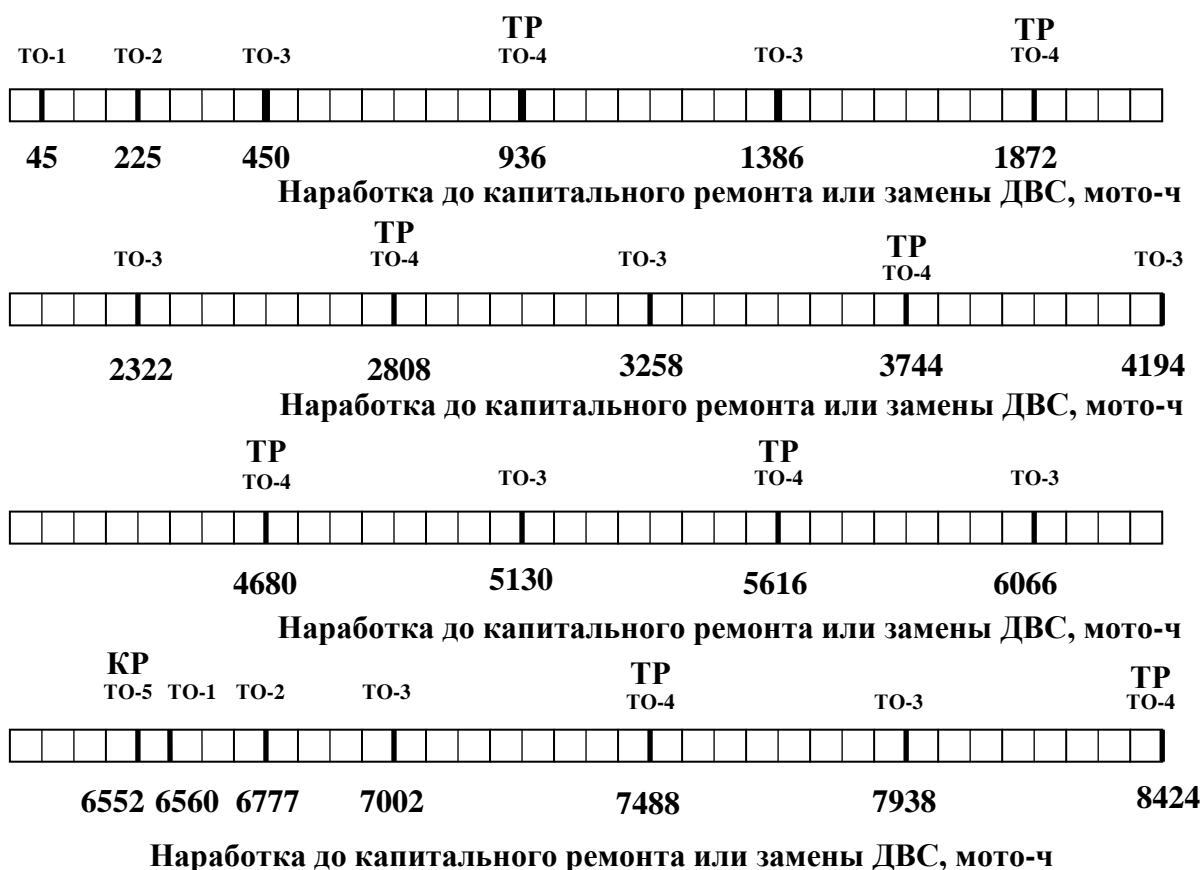 ТР ТР
ТО-1 ТО-2 ТО-3 ТО-4 ТО-3 ТО-4
45 225 450 936 1386 1872
Наработка до капитального ремонта или замены ДВС, мото-ч
ТР ТР
ТО-3 ТО-4 ТО-3 ТО-4 ТО-3
2322 2808 3258 3744 4194
Наработка до капитального ремонта или замены ДВС, мото-ч
ТР ТР
ТО-4 ТО-3 ТО-4 ТО-3
4680 5130 5616 6066
Наработка до капитального ремонта или замены ДВС, мото-ч
КР ТР ТР
ТО-5 ТО-1 ТО-2 ТО-3 ТО-4 ТО-3 ТО-4
6552 6560 6777 7002 7488 7938 8424
Наработка до капитального ремонта или замены ДВС, мото-ч